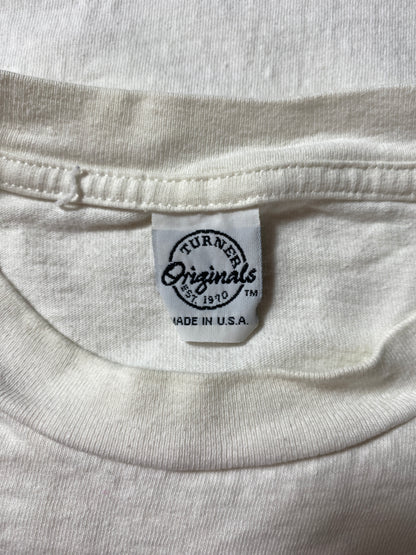 TURNER
Originals
EST. 1970
TM
MADE IN U.S.A.